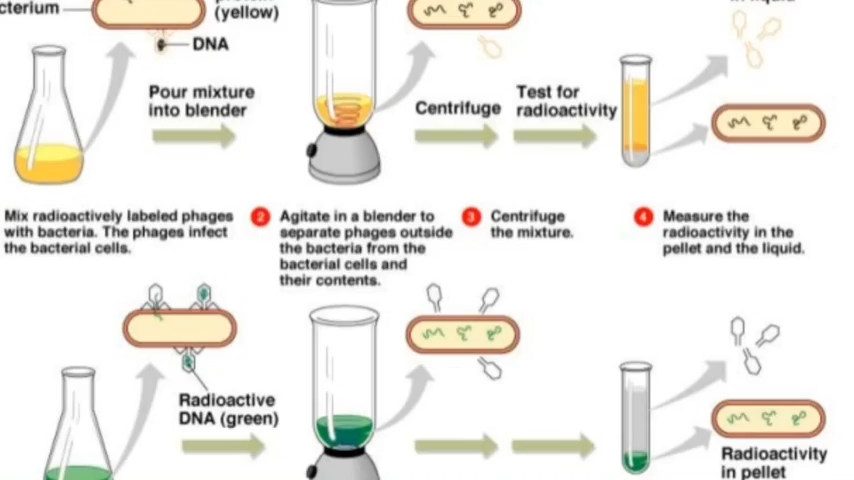 cterium
(yellow)
DNA
Pour mixture
into blender
Centrifuge
Test for
radioactivity
Mix radioactively labeled phages
with bacteria. The phages infect
the bacterial cells.
2 Agitate in a blender to
separate phages outside
the bacteria from the
bacterial cells and
their contents.
3 Centrifuge
the mixture.
4 Measure the
radioactivity in the
pellet and the liquid.
Radioactive
DNA (green)
Radioactivity
in pellet